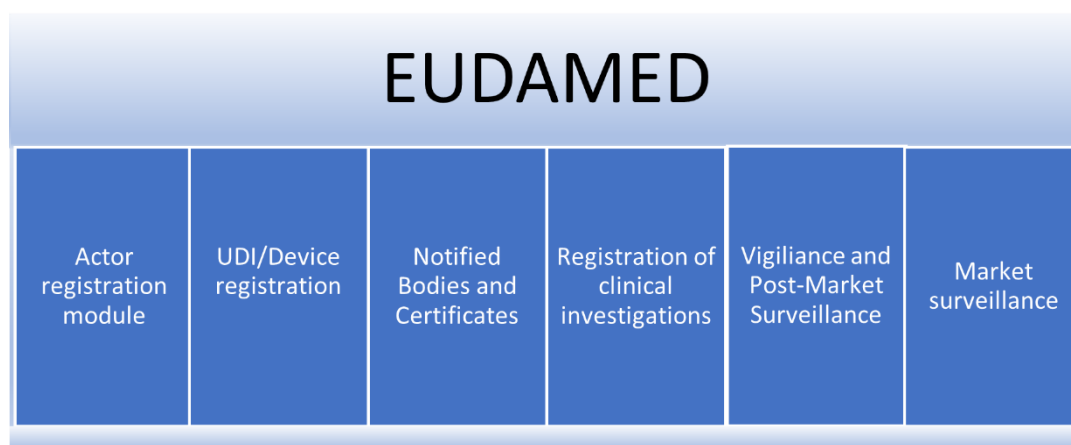 EUDAMED
Actor
registration
module
UDI/Device
registration
Notified
Bodies and
Certificates
Registration of
clinical
investigations
Vigiliance and
Post-Market
Surveillance
Market
surveillance